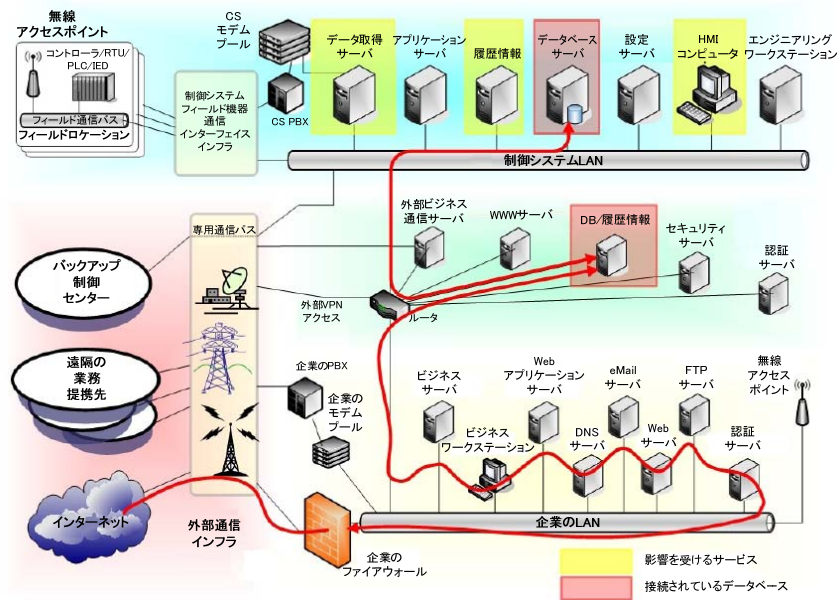 無線
アクセスポイント
コントローラ/RTU/
PLC/IED
フィールド通信バス
フィールドロケーション
制御システム
フィールド機器
通信
インターフェイス
インフラ
CS
モデム
プール
CS PBX
データ取得
サーバ
アプリケーション
サーバ
履歴情報
データベース
サーバ
設定
サーバ
HMI
コンピュータ
エンジニアリング
ワークステーション
制御システムLAN
専用通信パス
バックアップ
制御
センター
外部ビジネス
通信サーバ
WWWサーバ
DB/履歴情報
セキュリティ
サーバ
認証
サーバ
外部VPN
アクセス
ルータ
遠隔の
業務
提携先
企業のPBX
企業の
モデム
プール
ビジネス
サーバ
ビジネス
ワークステーション
Web
アプリケーション
サーバ
DNS
サーバ
eMail
サーバ
Web
サーバ
FTP
サーバ
認証
サーバ
無線
アクセス
ポイント
インターネット
外部通信
インフラ
企業の
ファイアウォール
企業のLAN
影響を受けるサービス
接続されているデータベース